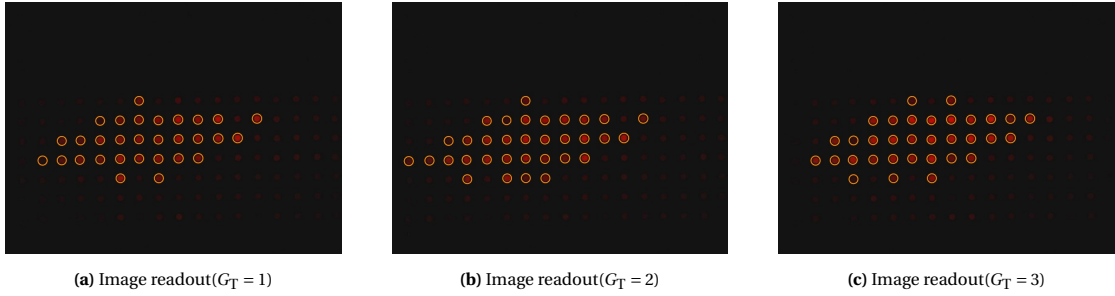 (a) Image readout(G_T = 1)
(b) Image readout(G_T = 2)
(c) Image readout(G_T = 3)